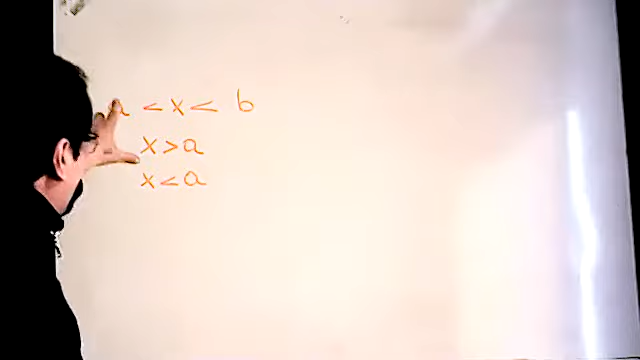 a < x < b
x > a
x < a